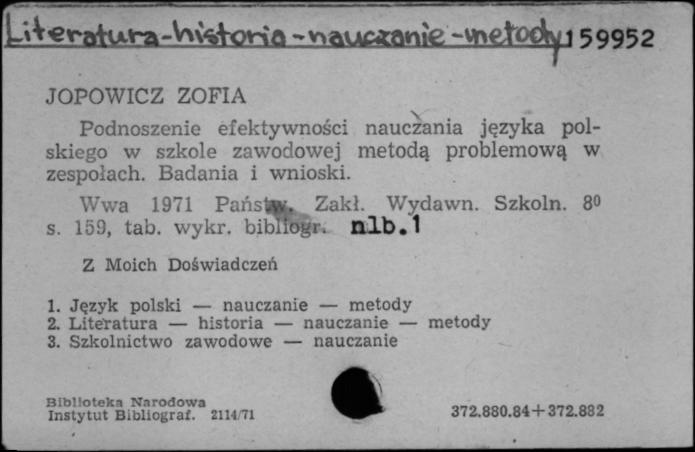 Literatura-historia-nauczanie-metody 159952
JOPOWICZ ZOFIA
Podnoszenie efektywności nauczania języka pol-
skiego w szkole zawodowej metodą problemową w
zespołach. Badania i wnioski.
Wwa 1971 Państw. Zakł. Wydawn. Szkoln. 8⁰
s. 159, tab. wykr. bibliogr. nlb.1
Z Moich Doświadczeń
1. Język polski — nauczanie — metody
2. Literatura — historia — nauczanie — metody
3. Szkolnictwo zawodowe — nauczanie
Biblioteka Narodowa
Instytut Bibliograf. 2114/71
372.880.84+372.882